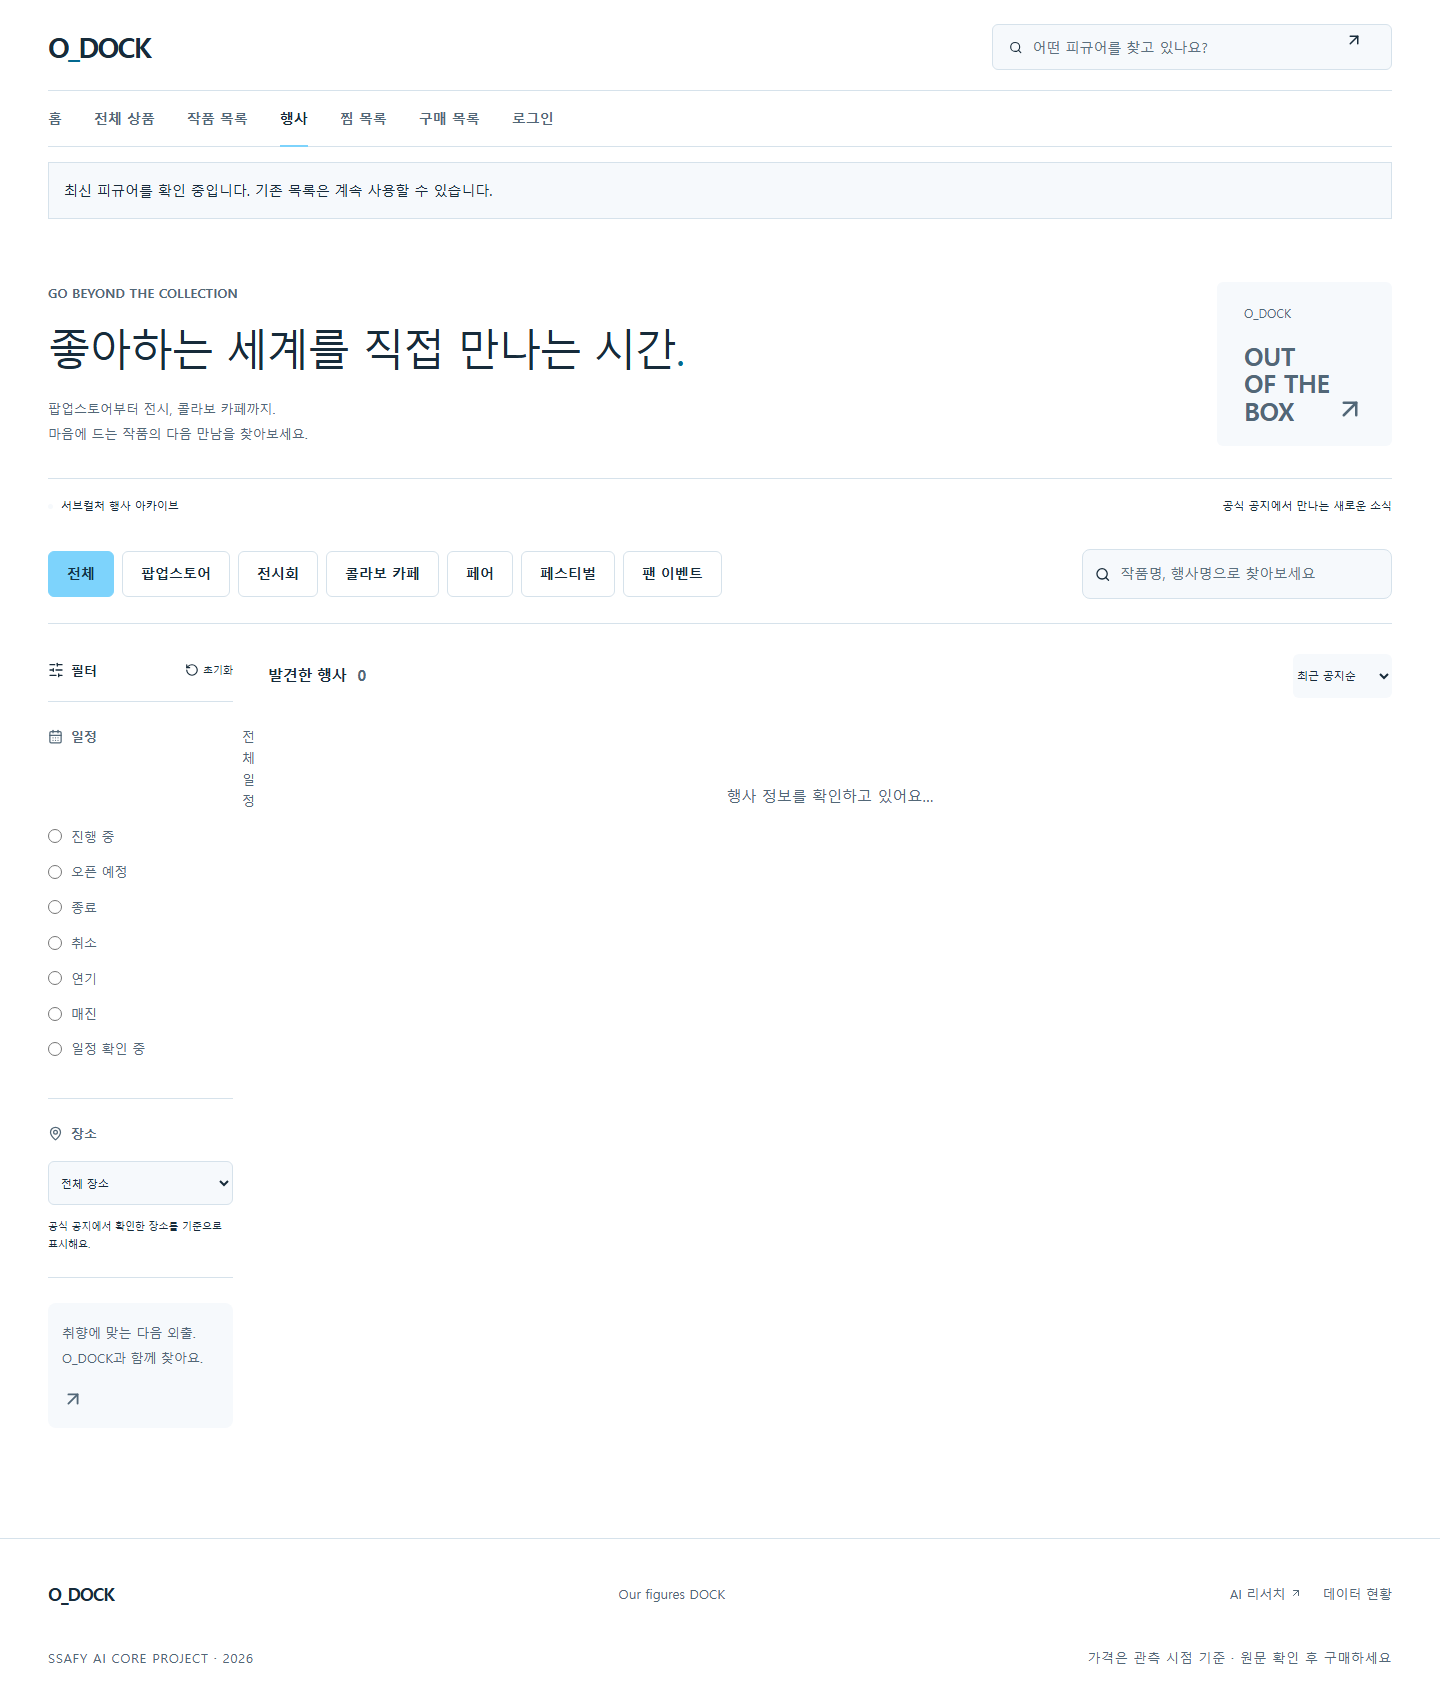 O_DOCK
어떤 피규어를 찾고 있나요?
홈
전체 상품
작품 목록
행사
찜 목록
구매 목록
로그인
최신 피규어를 확인 중입니다. 기존 목록은 계속 사용할 수 있습니다.
GO BEYOND THE COLLECTION
좋아하는 세계를 직접 만나는 시간.
팝업스토어부터 전시, 콜라보 카페까지.
마음에 드는 작품의 다음 만남을 찾아보세요.
O_DOCK
OUT
OF THE
BOX
서브컬처 행사 아카이브
공식 공지에서 만나는 새로운 소식
전체
팝업스토어
전시회
콜라보 카페
페어
페스티벌
팬 이벤트
작품명, 행사명으로 찾아보세요
필터
초기화
발견한 행사 0
최근 공지순
일정
전
체
일
정
행사 정보를 확인하고 있어요...
진행 중
오픈 예정
종료
취소
연기
매진
일정 확인 중
장소
전체 장소
공식 공지에서 확인한 장소를 기준으로
표시해요.
취향에 맞는 다음 외출.
O_DOCK과 함께 찾아요.
O_DOCK
Our figures DOCK
AI 리서치
데이터 현황
SSAFY AI CORE PROJECT · 2026
가격은 관측 시점 기준 · 원문 확인 후 구매하세요